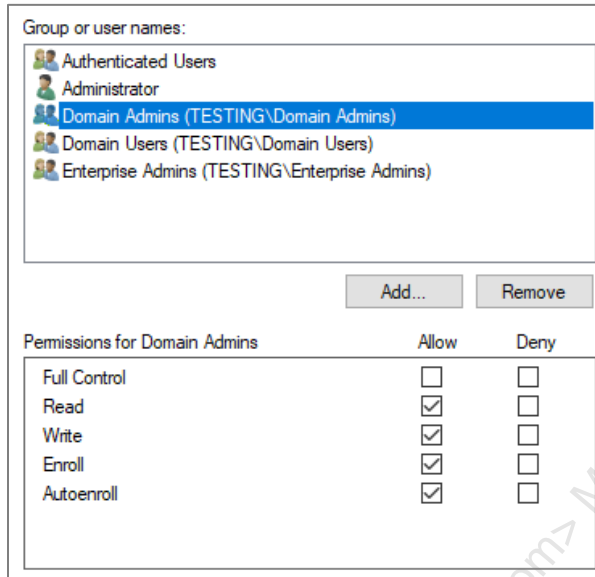 Group or user names:
Authenticated Users
Administrator
Domain Admins (TESTING\Domain Admins)
Domain Users (TESTING\Domain Users)
Enterprise Admins (TESTING\Enterprise Admins)
Add... Remove
Permissions for Domain Admins Allow Deny
Full Control
Read
Write
Enroll
Autoenroll
om> M